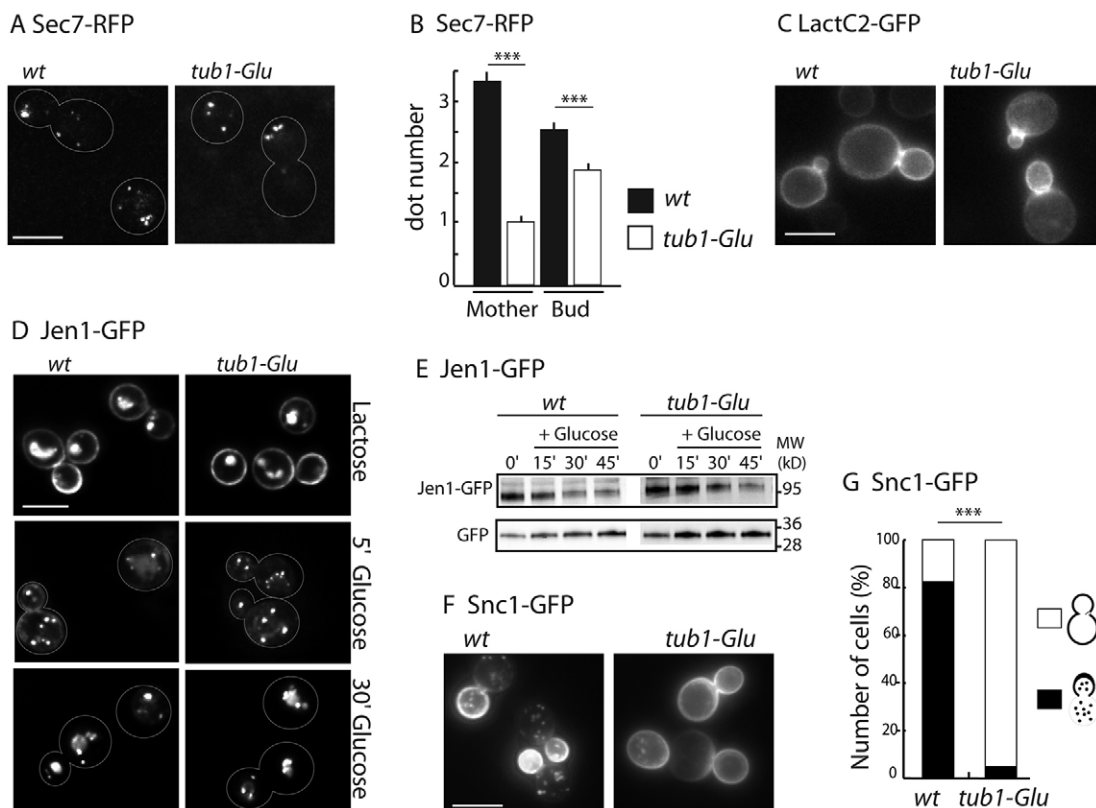 A Sec7-RFP
wt
tub1-Glu
B Sec7-RFP
***
***
dot number
3
2
1
0
Mother
Bud
wt
tub1-Glu
C LactC2-GFP
wt
tub1-Glu
D Jen1-GFP
wt
tub1-Glu
Lactose
5' Glucose
30' Glucose
E Jen1-GFP
wt
tub1-Glu
+ Glucose
+ Glucose
MW
(kD)
0' 15' 30' 45'
0' 15' 30' 45'
Jen1-GFP
95
GFP
36
28
F Snc1-GFP
wt
tub1-Glu
G Snc1-GFP
***
Number of cells (%)
100
80
60
40
20
0
wt
tub1-Glu